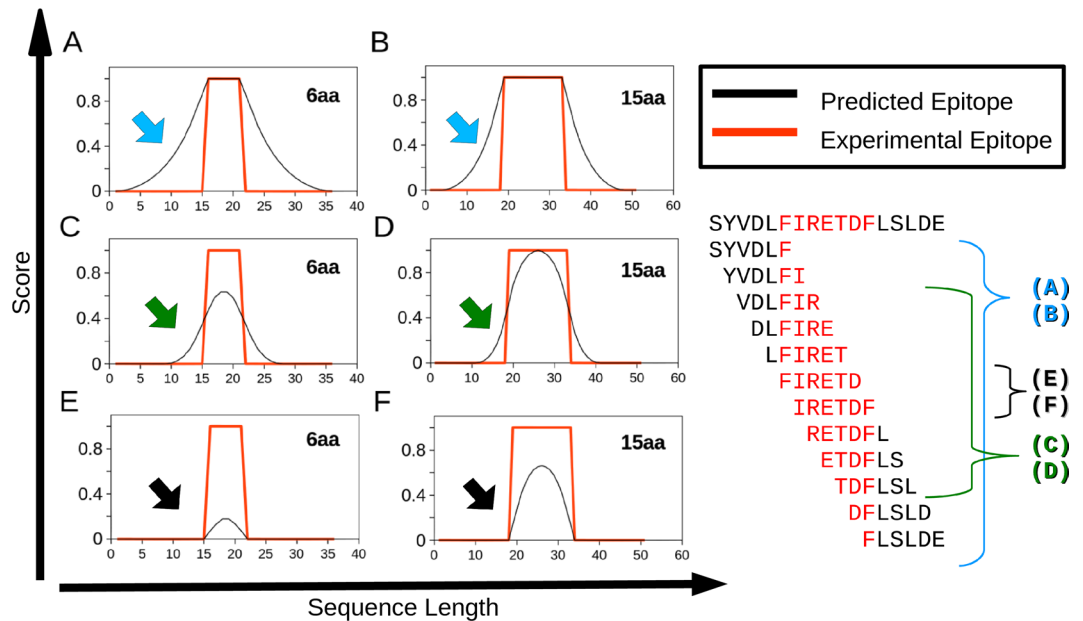 A
B
0.8
0.4
0
6aa
0 5 10 15 20 25 30 35 40
0.8
0.4
0
15aa
0 10 20 30 40 50 60
C
D
0.8
0.4
0
6aa
0 5 10 15 20 25 30 35 40
0.8
0.4
0
15aa
0 10 20 30 40 50 60
E
F
0.8
0.4
0
6aa
0 5 10 15 20 25 30 35 40
0.8
0.4
0
15aa
0 10 20 30 40 50 60
Score
Sequence Length
Predicted Epitope
Experimental Epitope
SYVDLFIRETDFLSLDE
SYVDLF
YVDLFI
VDLFIR
DLFIRE
LFIRET
FIRETD
IRETDF
RETDFL
ETDFLS
TDFLSL
DFLSLD
FLSLDE
(A)
(B)
(E)
(F)
(C)
(D)